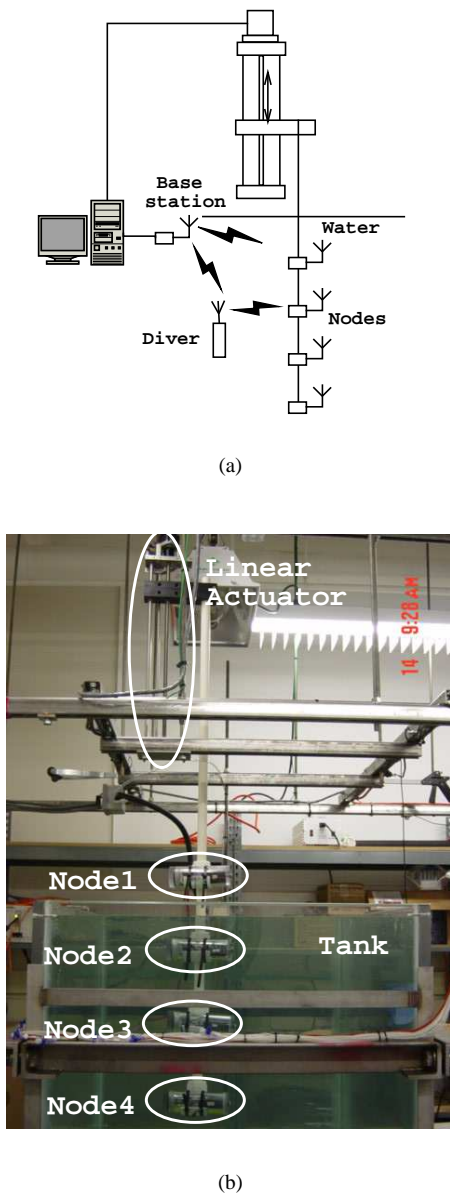 Base
station
Water
Nodes
Diver
(a)
Linear
Actuator
14 9:28 AM
Node1
Node2
Tank
Node3
Node4
(b)